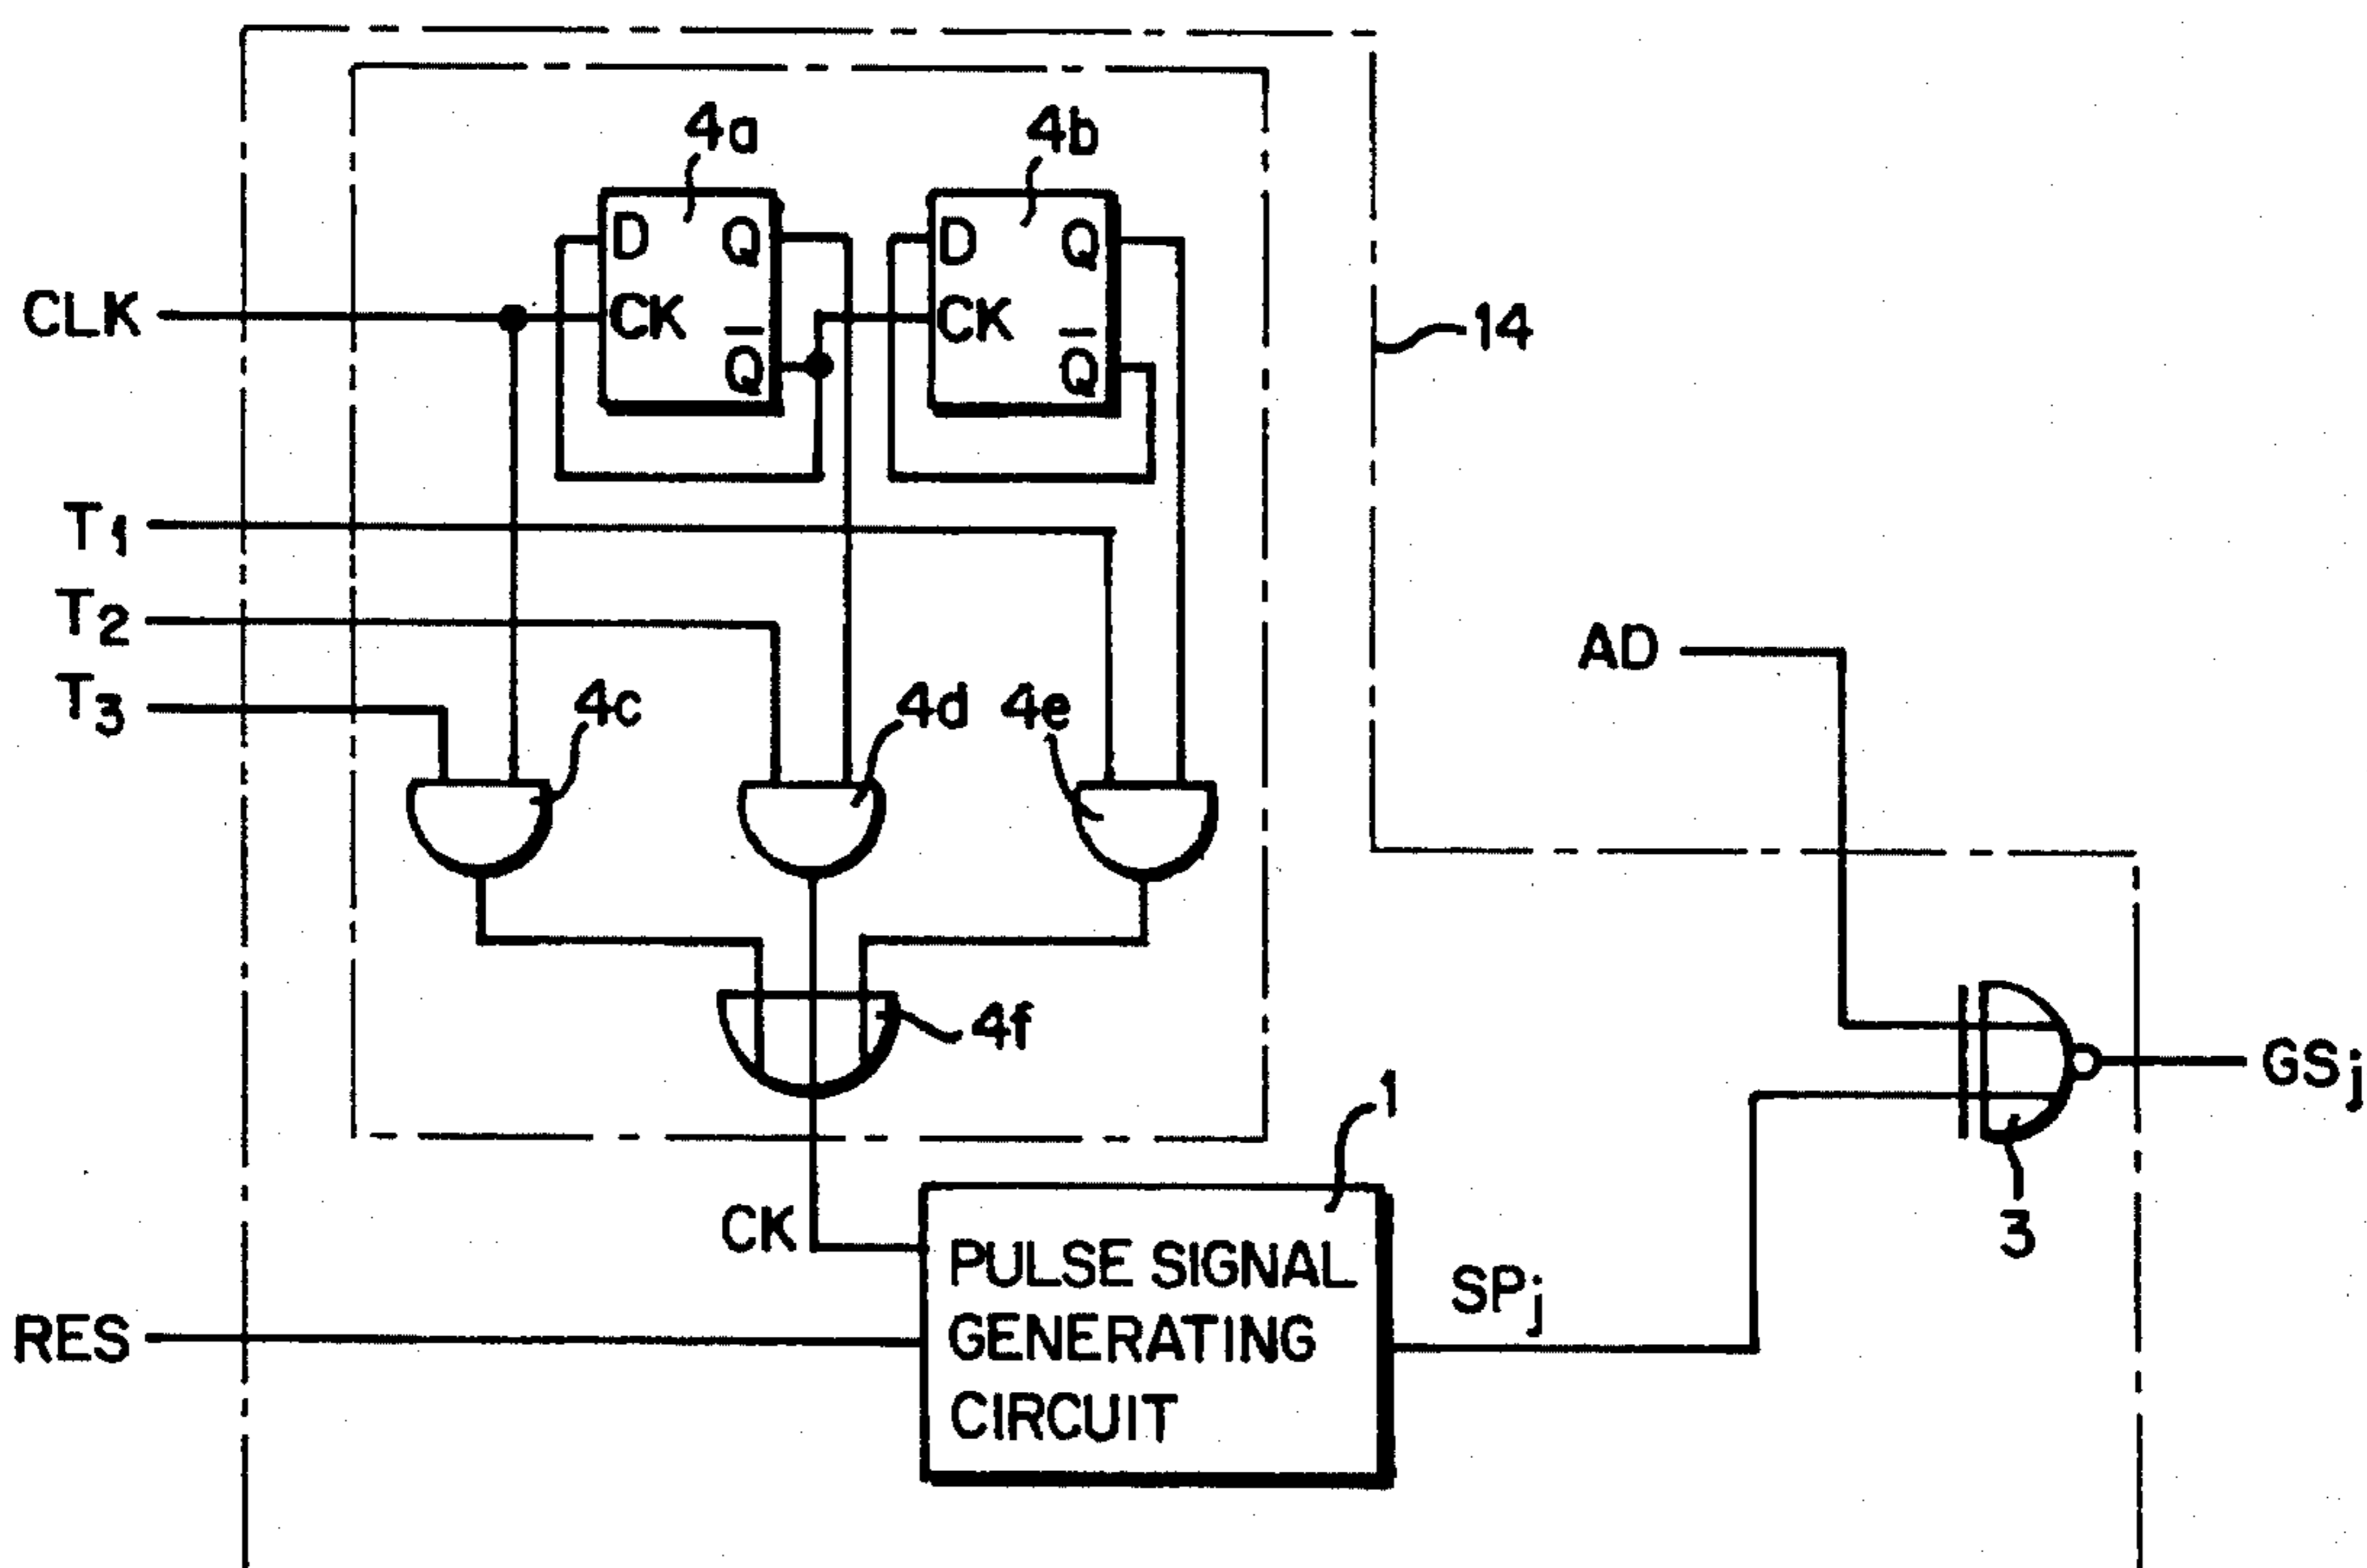 4a
4b
D Q
CK
Q̅
D Q
CK
Q̅
CLK
14
T1
T2
T3
AD
4c
4d
4e
4f
GSj
3
1
CK
PULSE SIGNAL
GENERATING
CIRCUIT
SPj
RES